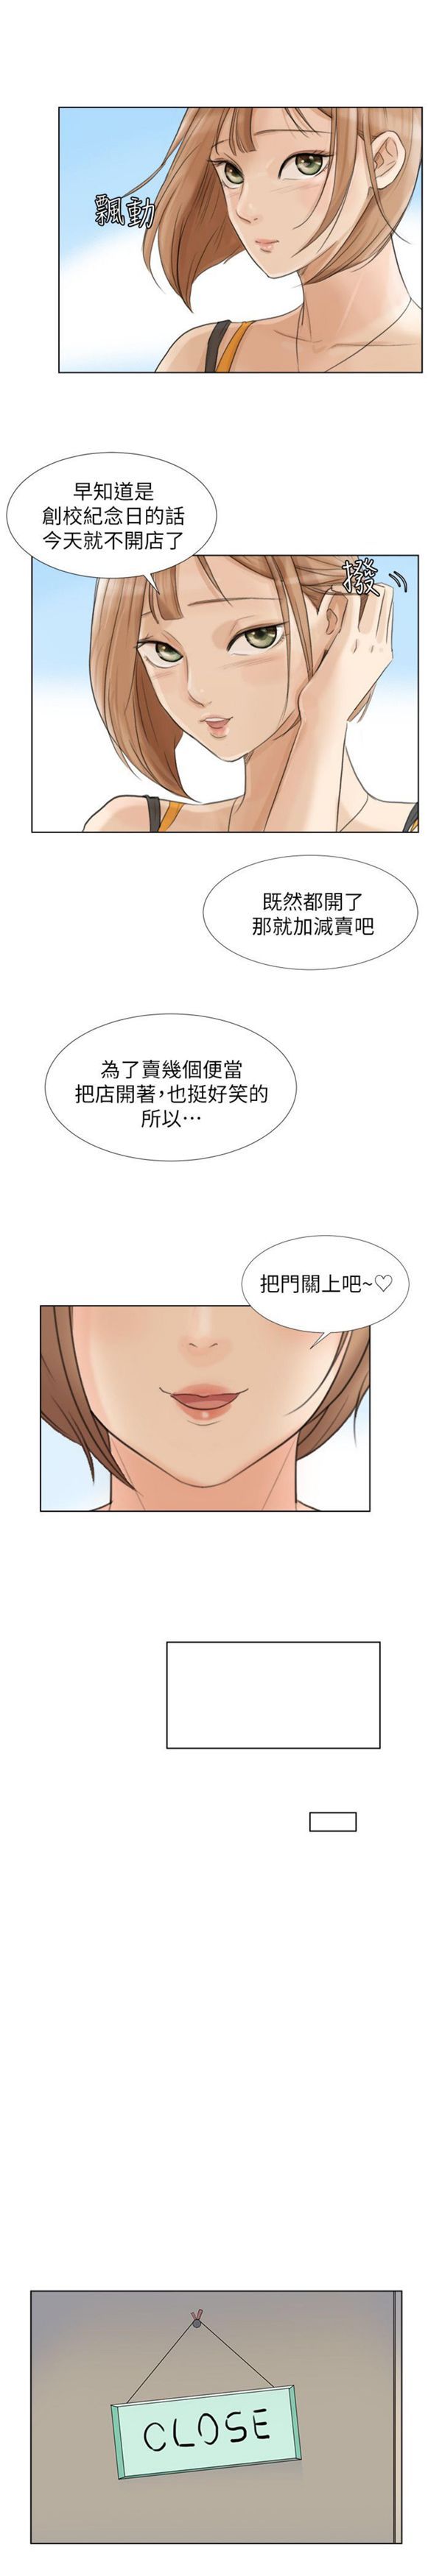 飄動
早知道是
創校紀念日的話
今天就不開店了
撥
既然都開了
那就加減賣吧
為了賣幾個便當
把店開著，也挺好笑的
所以…
把門關上吧~♡
CLOSE